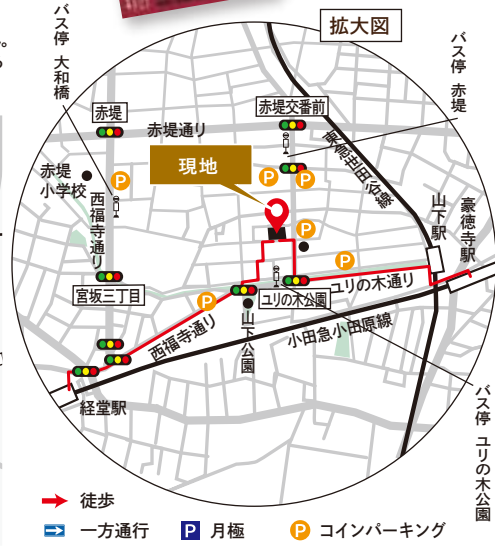 拡大図
バス停 大和橋
バス停 赤堤
赤堤
赤堤交番前
赤堤通り
東急世田谷線
現地
赤堤
小学校
西福寺通り
山下駅
豪徳寺駅
宮坂三丁目
ユリの木公園
ユリの木通り
山下公園
西福寺通り
小田急小田原線
経堂駅
バス停 ユリの木公園
P
P
P
P
P
P
徒歩
一方通行
P 月極
P コインパーキング